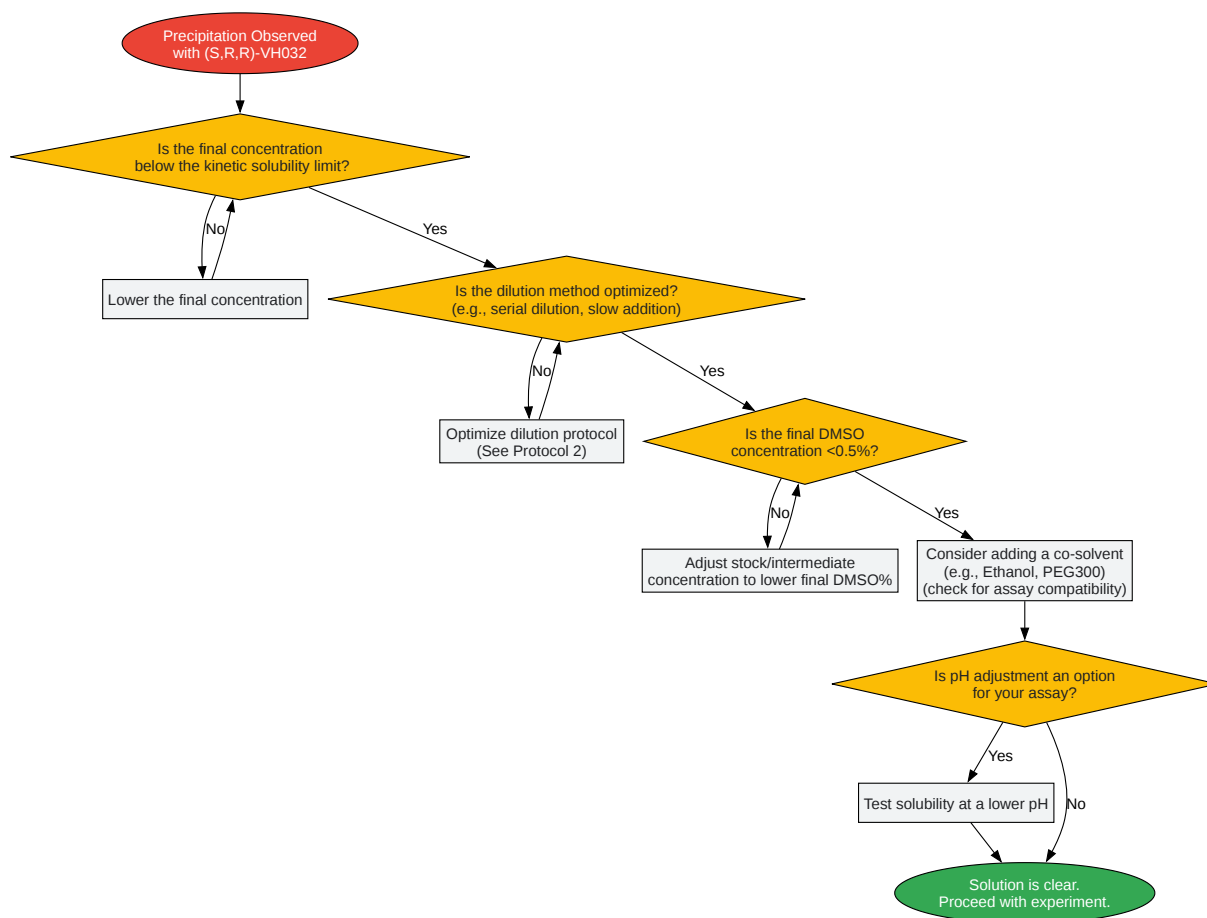 Precipitation Observed
with (S,R,R)-VH032
Is the final concentration
below the kinetic solubility limit?
No
Yes
Lower the final concentration
Is the dilution method optimized?
(e.g., serial dilution, slow addition)
No
Yes
Optimize dilution protocol
(See Protocol 2)
Is the final DMSO
concentration <0.5%?
No
Yes
Adjust stock/intermediate
concentration to lower final DMSO%
Consider adding a co-solvent
(e.g., Ethanol, PEG300)
(check for assay compatibility)
Is pH adjustment an option
for your assay?
Yes
No
Test solubility at a lower pH
Solution is clear.
Proceed with experiment.